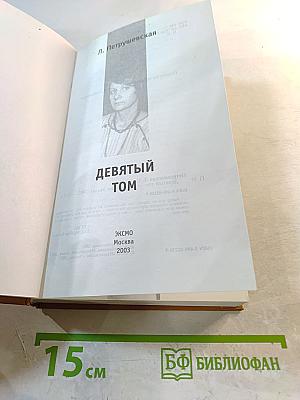 Л. Петрушевская
ДЕВЯТЫЙ
ТОМ
ЭКСМО
Москва
2003
15 см
БФ БИБЛИОФАН